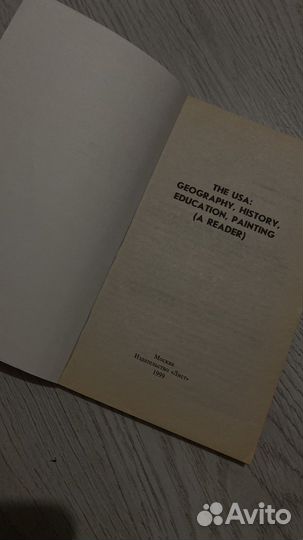 THE USA:
GEOGRAPHY, HISTORY,
EDUCATION, PAINTING
(A READER)
Москва
Издательство «Лист»
1999
Avito